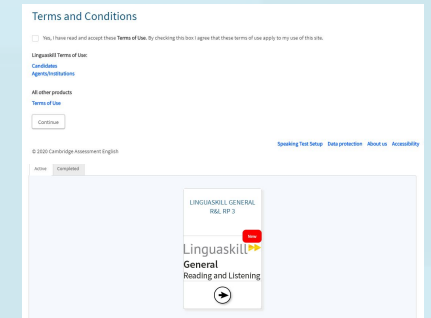 Terms and Conditions
Yes, I have read and accept these Terms of Use. By checking this box I agree that these terms of use apply to my use of this site.
Linguaskill Terms of Use:
Candidates
Agents/Institutions
All other products
Terms of Use
Continue
Speaking Test Setup Data protection About us Accessibility
© 2020 Cambridge Assessment English
Active Completed
LINGUASKILL GENERAL
R&L RP 3
New
Linguaskill
General
Reading and Listening